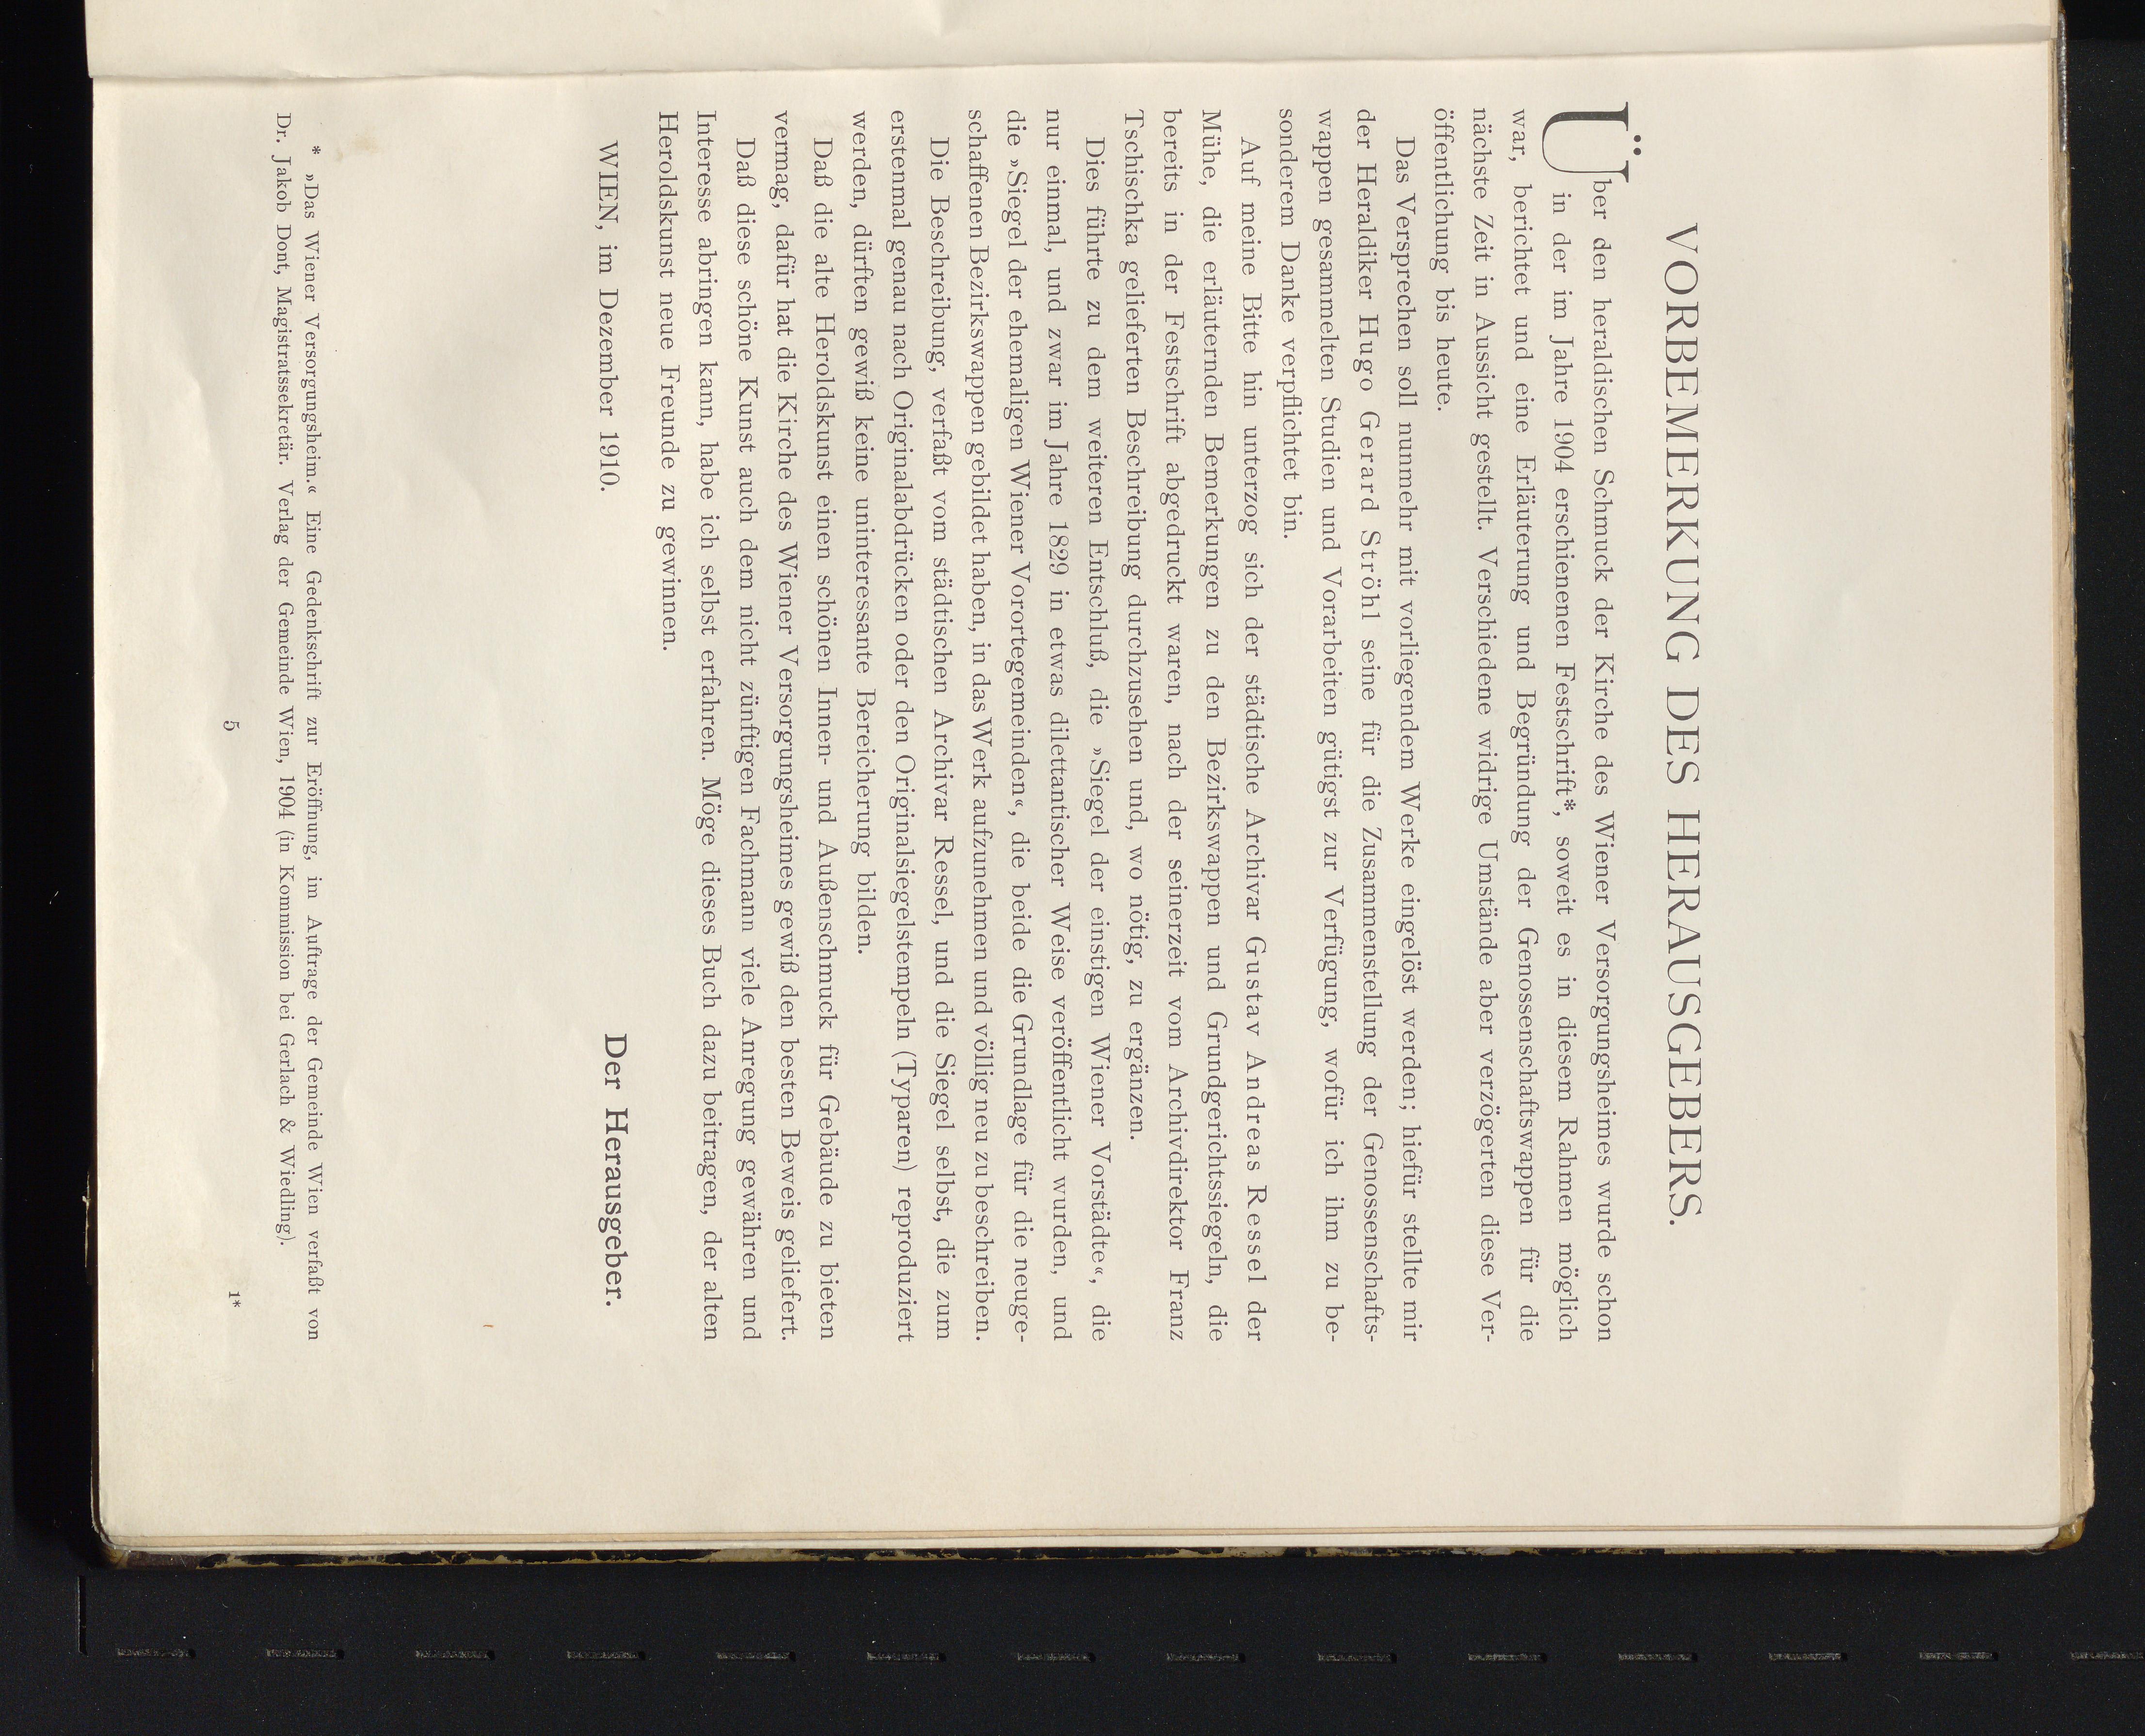 VORBEMERKUNG DES HERAUSGEBERS.
Über den heraldischen Schmuck der Kirche des Wiener Versorgungsheimes wurde schon
in der im Jahre 1904 erschienenen Festschrift*, soweit es in diesem Rahmen möglich
war, berichtet und eine Erläuterung und Begründung der Genossenschaftswappen für die
nächste Zeit in Aussicht gestellt. Verschiedene widrige Umstände aber verzögerten diese Ver-
öffentlichung bis heute.
Das Versprechen soll nunmehr mit vorliegendem Werke eingelöst werden; hiefür stellte mir
der Heraldiker Hugo Gerard Ströhl seine für die Zusammenstellung der Genossenschafts-
wappen gesammelten Studien und Vorarbeiten gütigst zur Verfügung, wofür ich ihm zu be-
sonderem Danke verpflichtet bin.
Auf meine Bitte hin unterzog sich der städtische Archivar Gustav Andreas Ressel der
Mühe, die erläuternden Bemerkungen zu den Bezirkswappen und Grundgerichtssiegeln, die
bereits in der Festschrift abgedruckt waren, nach der seinerzeit vom Archivdirektor Franz
Tschischka gelieferten Beschreibung durchzusehen und, wo nötig, zu ergänzen.
Dies führte zu dem weiteren Entschluß, die »Siegel der einstigen Wiener Vorstädte«, die
nur einmal, und zwar im Jahre 1829 in etwas dilettantischer Weise veröffentlicht wurden, und
die »Siegel der ehemaligen Wiener Vorortegemeinden«, die beide die Grundlage für die neuge-
schaffenen Bezirkswappen gebildet haben, in das Werk aufzunehmen und völlig neu zu beschreiben.
Die Beschreibung, verfaßt vom städtischen Archivar Ressel, und die Siegel selbst, die zum
erstenmal genau nach Originalabdrücken oder den Originalsiegelstempeln (Typaren) reproduziert
werden, dürften gewiß keine uninteressante Bereicherung bilden.
Daß die alte Heroldskunst einen schönen Innen- und Außenschmuck für Gebäude zu bieten
vermag, dafür hat die Kirche des Wiener Versorgungsheimes gewiß den besten Beweis geliefert.
Daß diese schöne Kunst auch dem nicht zünftigen Fachmann viele Anregung gewähren und
Interesse abringen kann, habe ich selbst erfahren. Möge dieses Buch dazu beitragen, der alten
Heroldskunst neue Freunde zu gewinnen.
WIEN, im Dezember 1910.
Der Herausgeber.
* »Das Wiener Versorgungsheim.« Eine Gedenkschrift zur Eröffnung, im Auftrage der Gemeinde Wien verfaßt von
Dr. Jakob Dont, Magistratssekretär. Verlag der Gemeinde Wien, 1904 (in Kommission bei Gerlach & Wiedling).
5
1*